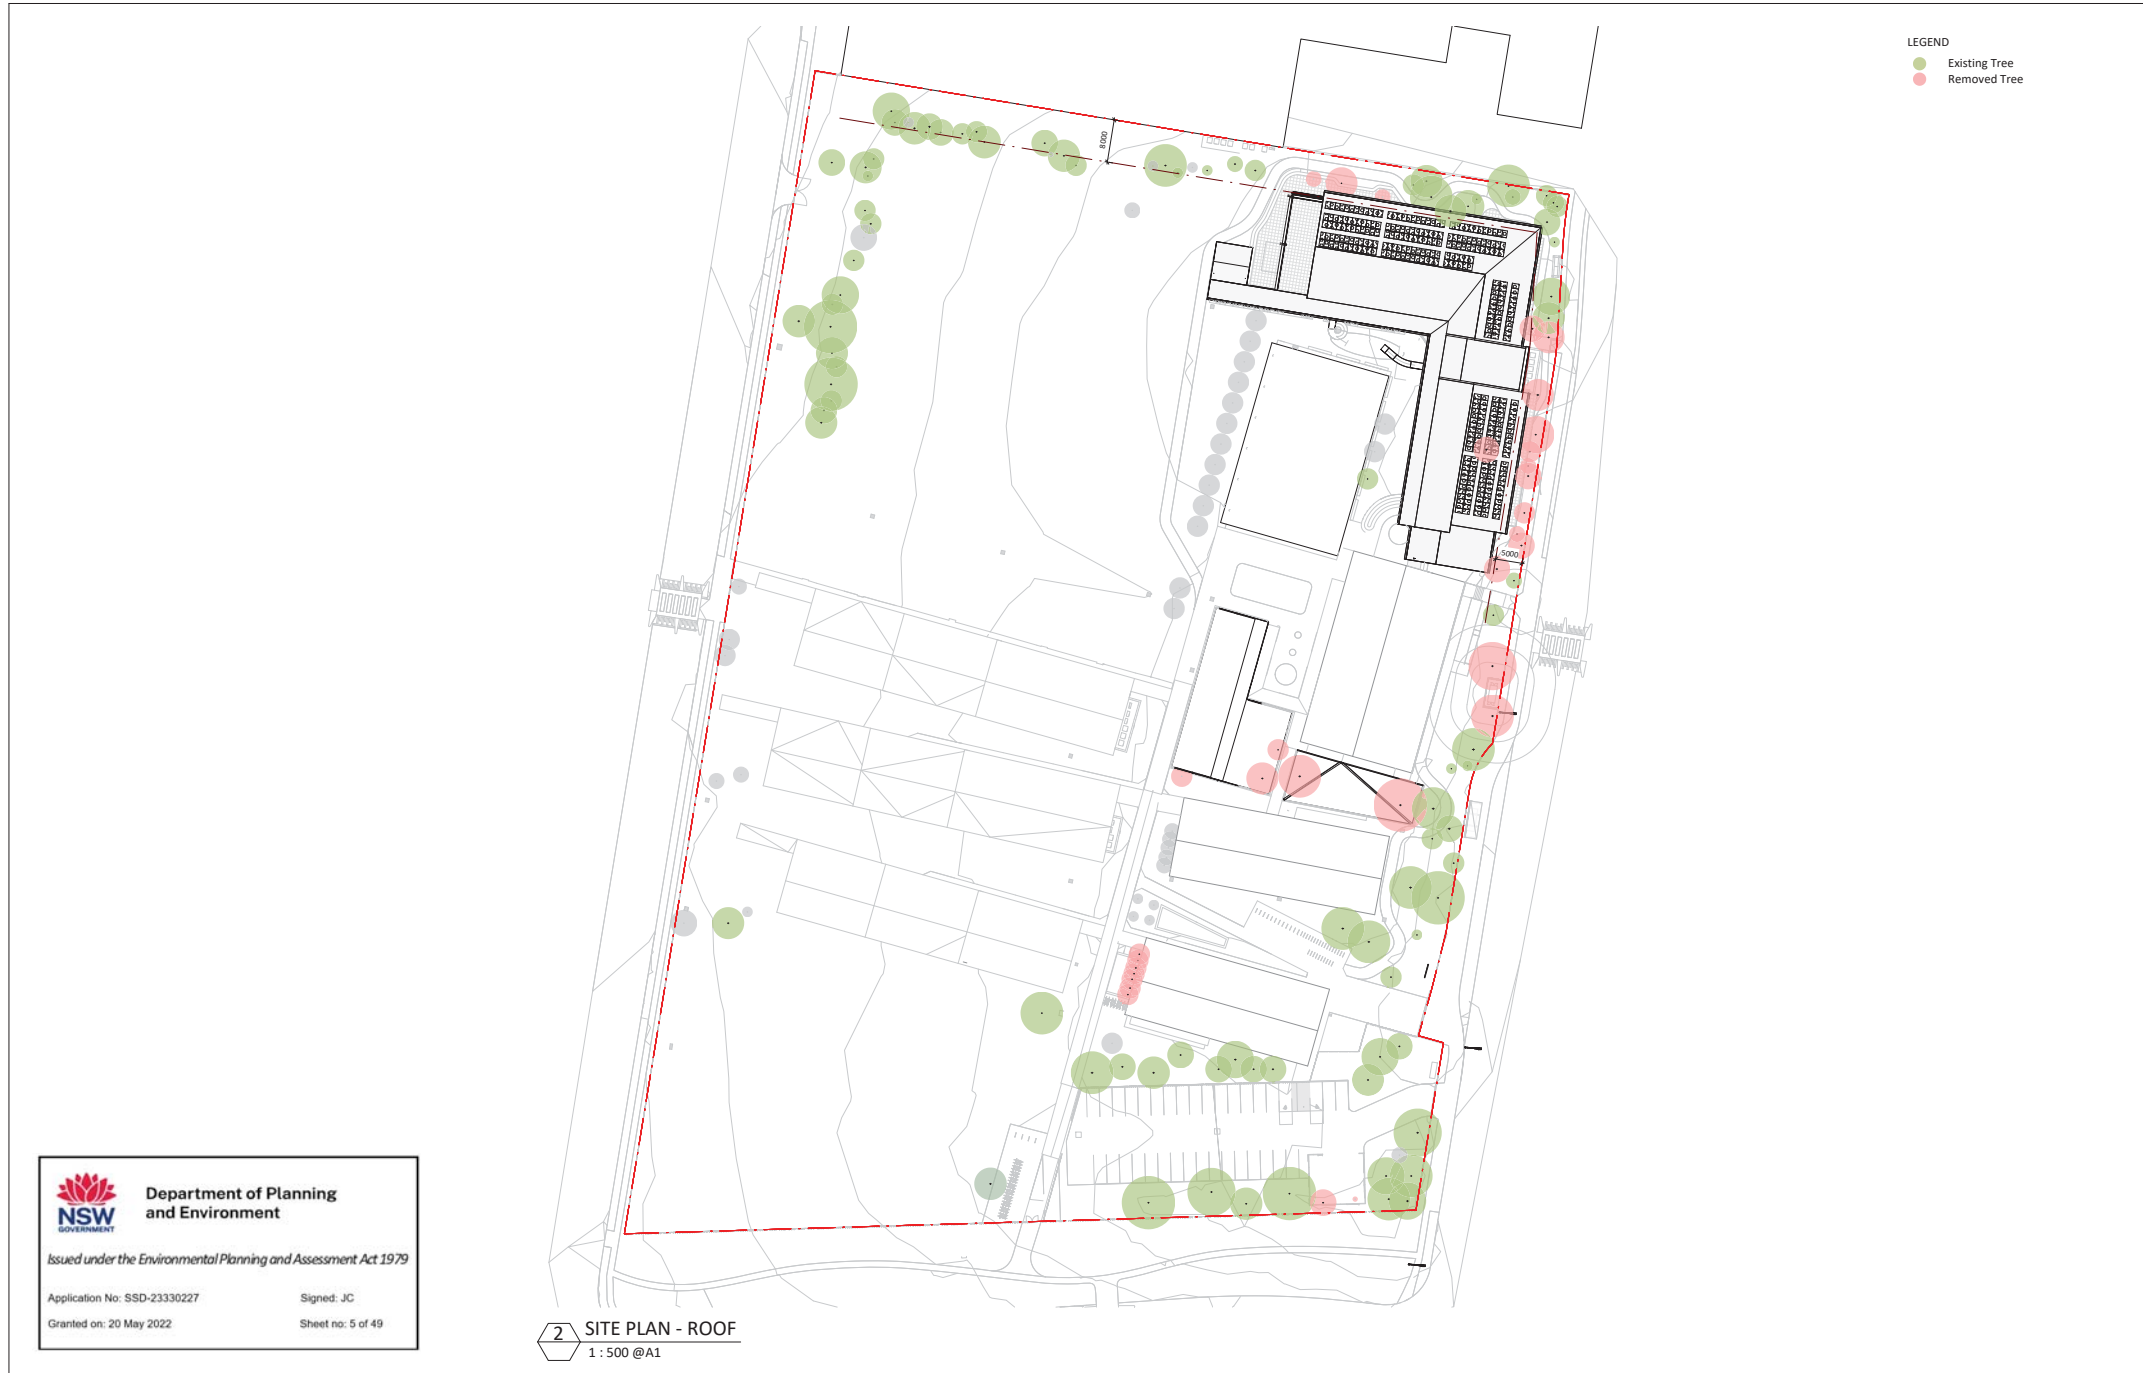 LEGEND
Existing Tree
Removed Tree
8000
5000
NSW
GOVERNMENT
Department of Planning
and Environment
Issued under the Environmental Planning and Assessment Act 1979
Application No: SSD-23330227
Signed: JC
Granted on: 20 May 2022
Sheet no: 5 of 49
2
SITE PLAN - ROOF
1 : 500 @A1